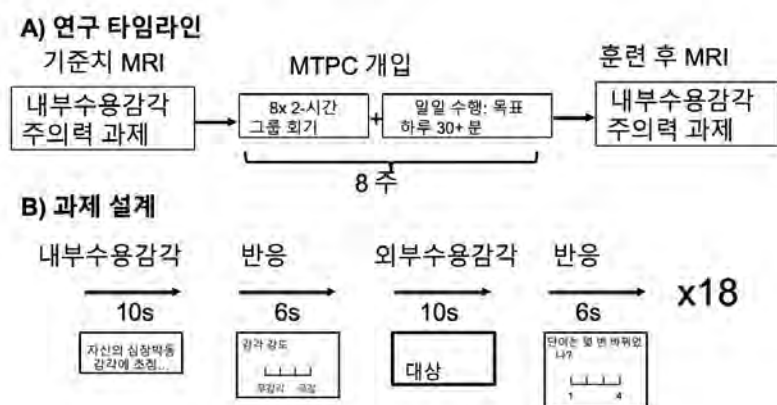 A) 연구 타임라인
기준치 MRI
MTPC 개입
훈련 후 MRI
내부수용감각
주의력 과제
8x 2-시간
그룹 회기
+
일일 수행: 목표
하루 30+ 분
내부수용감각
주의력 과제
8 주
B) 과제 설계
내부수용감각
반응
외부수용감각
반응
10s
6s
10s
6s
x18
자신의 심장박동
감각에 초점...
감각 강도
무감각
극강
대상
단어는 몇 번 바뀌었
나?
1
4